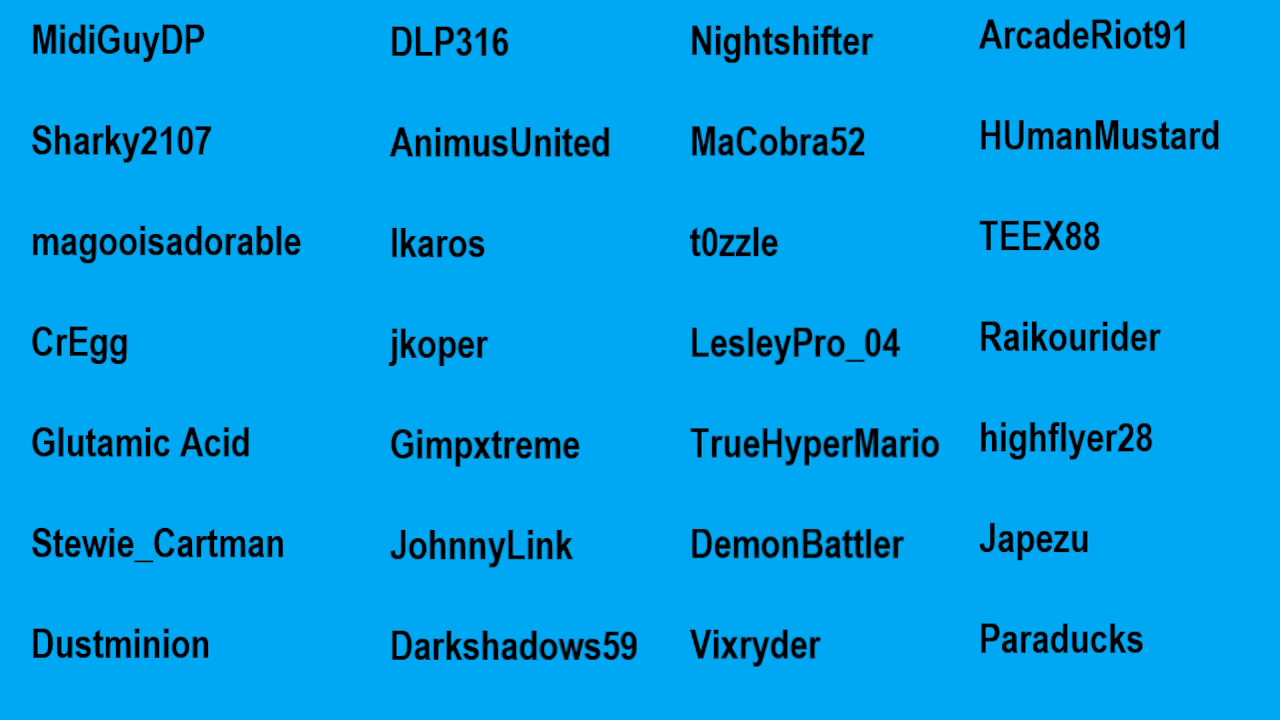 MidiGuyDP
Sharky2107
magooisadorable
CrEgg
Glutamic Acid
Stewie_Cartman
Dustminion
DLP316
AnimusUnited
Ikaros
jkoper
Gimpxtreme
JohnnyLink
Darkshadows59
Nightshifter
MaCobra52
t0zzle
LesleyPro_04
TrueHyperMario
DemonBattler
Vixryder
ArcadeRiot91
HUmanMustard
TEEX88
Raikourider
highflyer28
Japezu
Paraducks